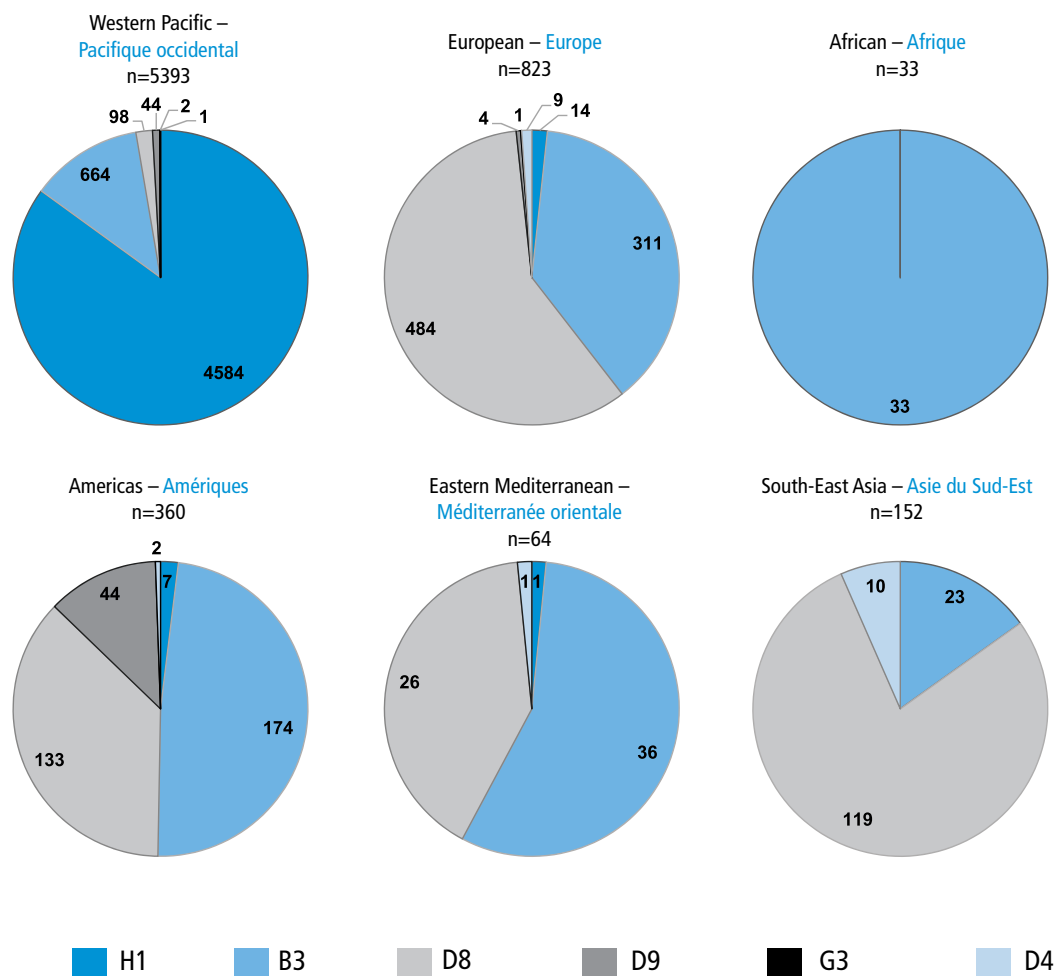 Western Pacific –
Pacifique occidental
n=5393
98
44
2
1
664
4584
European – Europe
n=823
4
1
9
14
311
484
African – Afrique
n=33
33
Americas – Amériques
n=360
2
7
44
174
133
Eastern Mediterranean –
Méditerranée orientale
n=64
1
1
26
36
South-East Asia – Asie du Sud-Est
n=152
10
23
119
H1
B3
D8
D9
G3
D4